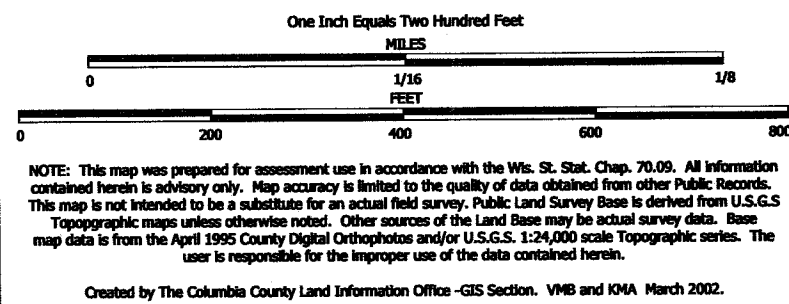 One Inch Equals Two Hundred Feet
MILES
0 1/16 1/8
FEET
0 200 400 600 800
NOTE: This map was prepared for assessment use in accordance with the Wis. St. Stat. Chap. 70.09. All information
contained herein is advisory only. Map accuracy is limited to the quality of data obtained from other Public Records.
This map is not intended to be a substitute for an actual field survey. Public Land Survey Base is derived from U.S.G.S
Topopgraphic maps unless otherwise noted. Other sources of the Land Base may be actual survey data. Base
map data is from the April 1995 County Digital Orthophotos and/or U.S.G.S. 1:24,000 scale Topographic series. The
user is responsible for the improper use of the data contained herein.
Created by The Columbia County Land Information Office -GIS Section. VMB and KMA March 2002.